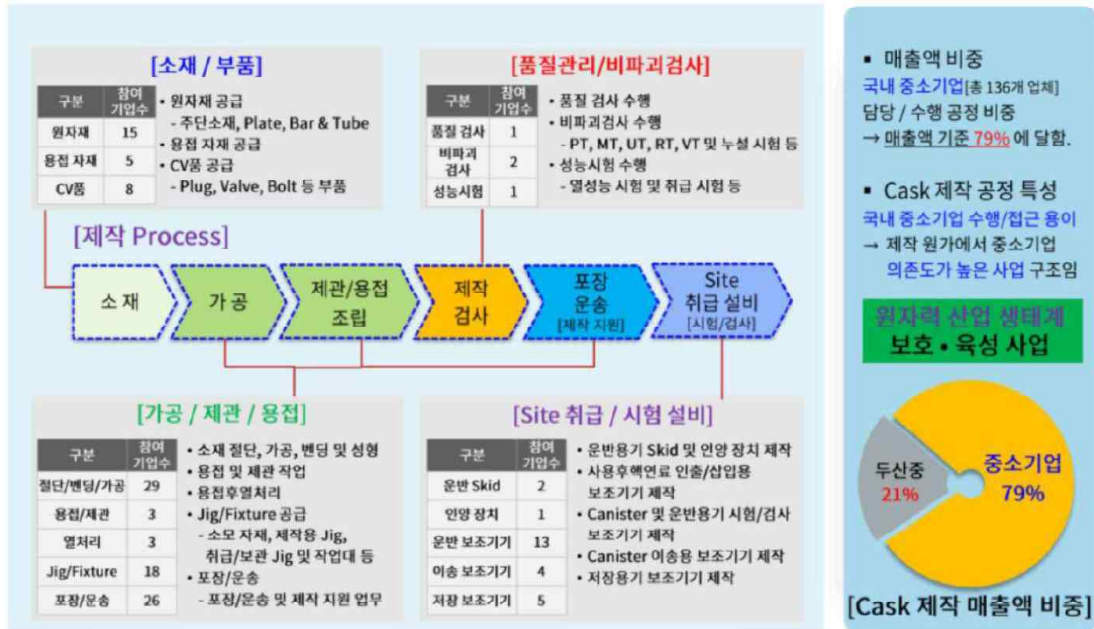 [소재 / 부품]
구분 참여 기업수
원자재 15
용접 자재 5
CV품 8
• 원자재 공급
- 주단소재, Plate, Bar & Tube
• 용접 자재 공급
• CV품 공급
- Plug, Valve, Bolt 등 부품
[품질관리/비파괴검사]
구분 참여 기업수
품질 검사 1
비파괴 검사 2
성능시험 1
• 품질 검사 수행
• 비파괴검사 수행
- PT, MT, UT, RT, VT 및 누설 시험 등
• 성능시험 수행
- 열성능 시험 및 취급 시험 등
[제작 Process]
소 재
가 공
제관/용접
조립
제작
검사
포장
운송
[제작 지원]
Site
취급 설비
[시험/검사]
[가공 / 제관 / 용접]
구분 참여 기업수
절단/벤딩/가공 29
용접/제관 3
열처리 3
Jig/Fixture 18
포장/운송 26
• 소재 절단, 가공, 벤딩 및 성형
• 용접 및 제관 작업
• 용접후열처리
• Jig/Fixture 공급
- 소모 자재, 제작용 Jig,
취급/보관 Jig 및 작업대 등
• 포장/운송
- 포장/운송 및 제작 지원 업무
[Site 취급 / 시험 설비]
구분 참여 기업수
운반 Skid 2
인양 장치 1
운반 보조기기 13
이송 보조기기 4
저장 보조기기 5
• 운반용기 Skid 및 인양 장치 제작
• 사용후핵연료 인출/삽입용
보조기기 제작
• Canister 및 운반용기 시험/검사
보조기기 제작
• Canister 이송용 보조기기 제작
• 저장용기 보조기기 제작
▪ 매출액 비중
국내 중소기업[총 136개 업체]
담당 / 수행 공정 비중
→ 매출액 기준 79% 에 달함.
▪ Cask 제작 공정 특성
국내 중소기업 수행/접근 용이
→ 제작 원가에서 중소기업
의존도가 높은 사업 구조임
원자력 산업 생태계
보호 • 육성 사업
두산중
21%
중소기업
79%
[Cask 제작 매출액 비중]